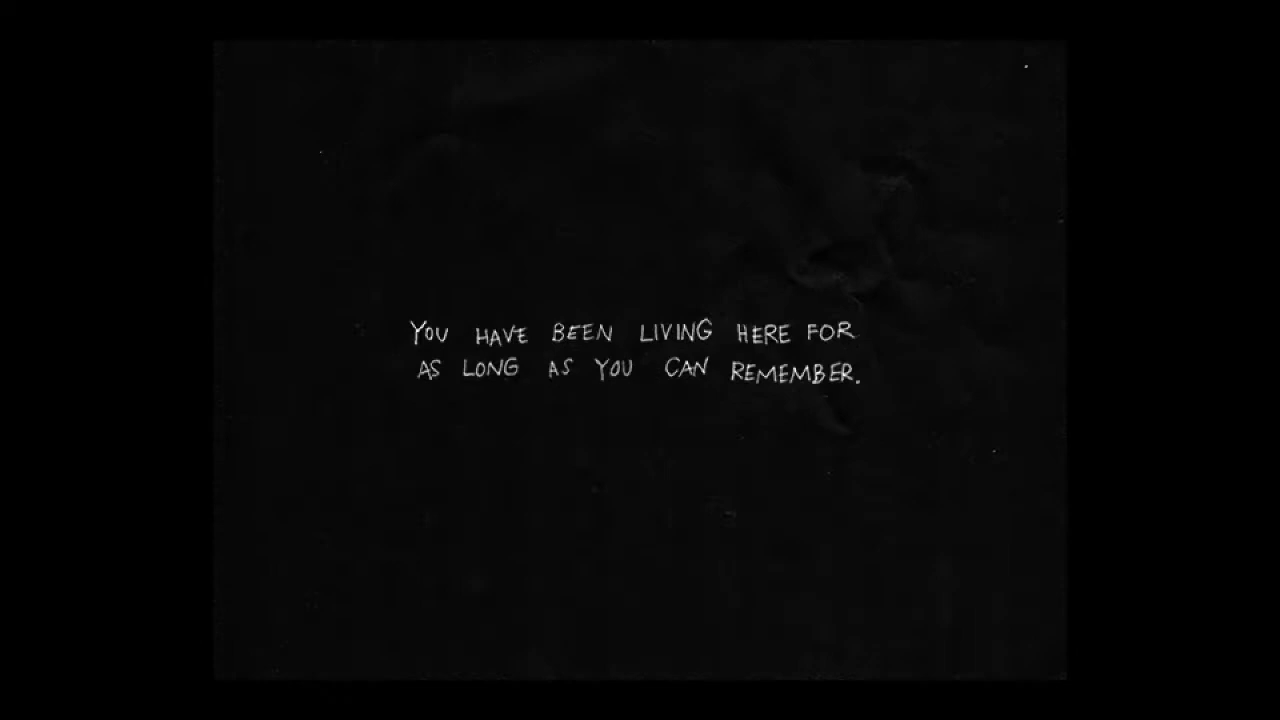 YOU HAVE BEEN LIVING HERE FOR
AS LONG AS YOU CAN REMEMBER.